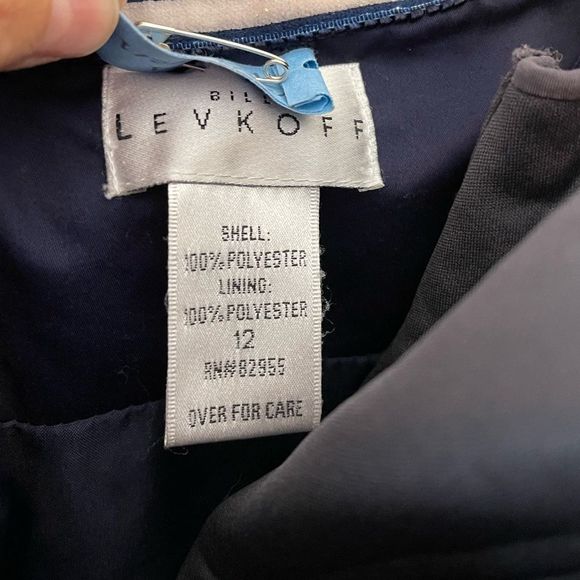 BILL
LEVKOFF
SHELL:
100% POLYESTER
LINING:
100% POLYESTER
12
RN# 82955
OVER FOR CARE